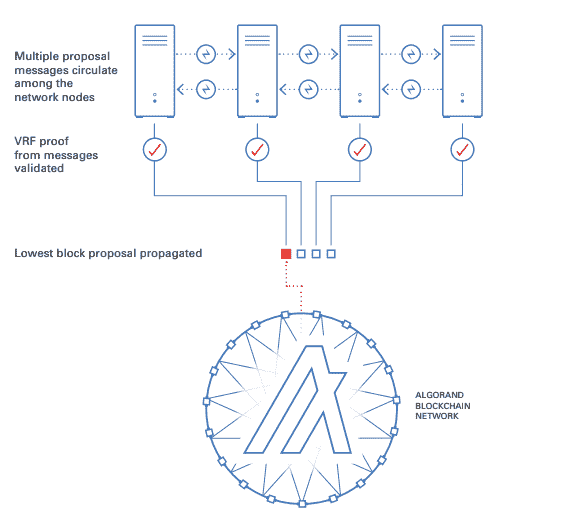 Multiple proposal
messages circulate
among the
network nodes
VRF proof
from messages
validated
Lowest block proposal propagated
ALGORAND
BLOCKCHAIN
NETWORK